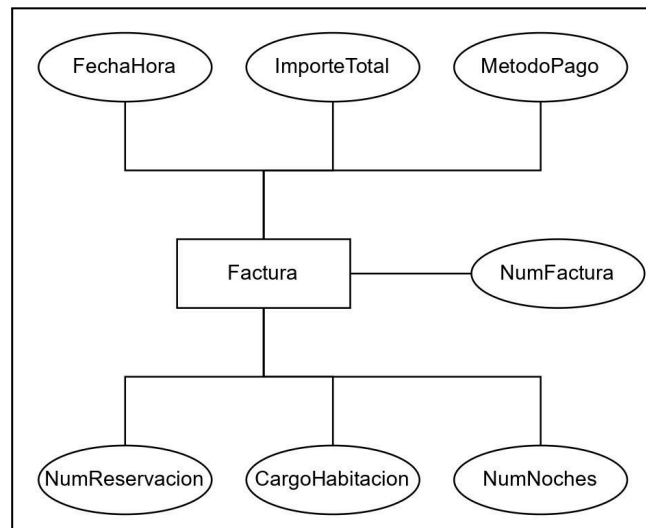 FechaHora
ImporteTotal
MetodoPago
Factura
NumFactura
NumReservacion
CargoHabitacion
NumNoches